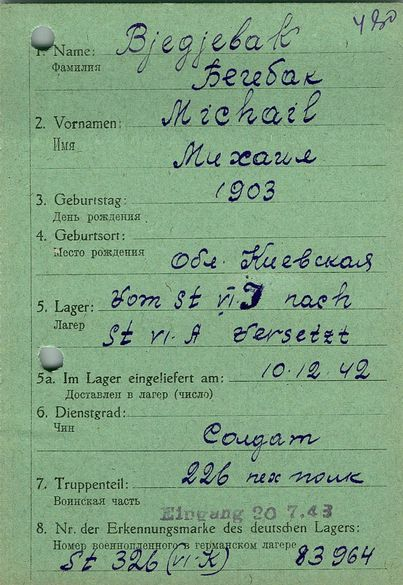 480
1. Name: Bjedjebak
Фамилия Бегебак
2. Vornamen: Michail
Имя Михаил
3. Geburtstag: 1903
День рождения
4. Geburtsort:
Место рождения Обл. Киевская
5. Lager: Vom St VI J nach
Лагер St VI. A Versetzt
5a. Im Lager eingeliefert am: 10.12.42
Доставлен в лагер (число)
6. Dienstgrad:
Чин Солдат
7. Truppenteil: 226 пех полк
Воинская часть
Eingang 20 7.43
8. Nr. der Erkennungsmarke des deutschen Lagers:
Номер военнопленного в германском лагере
St 326 (VI-K) 83964